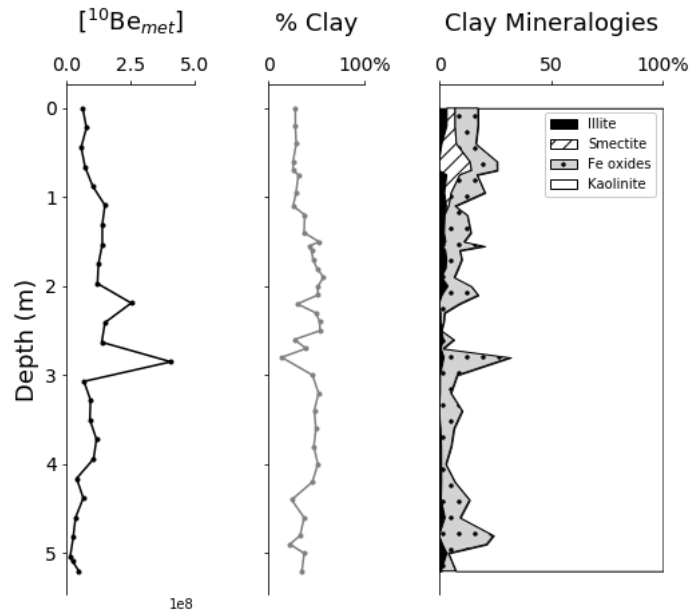 [¹⁰Be_met] % Clay Clay Mineralogies
0.0 2.5 5.0 0 100% 0 50 100%
0
1
2
3
4
5
Depth (m)
Illite
Smectite
Fe oxides
Kaolinite
1e8